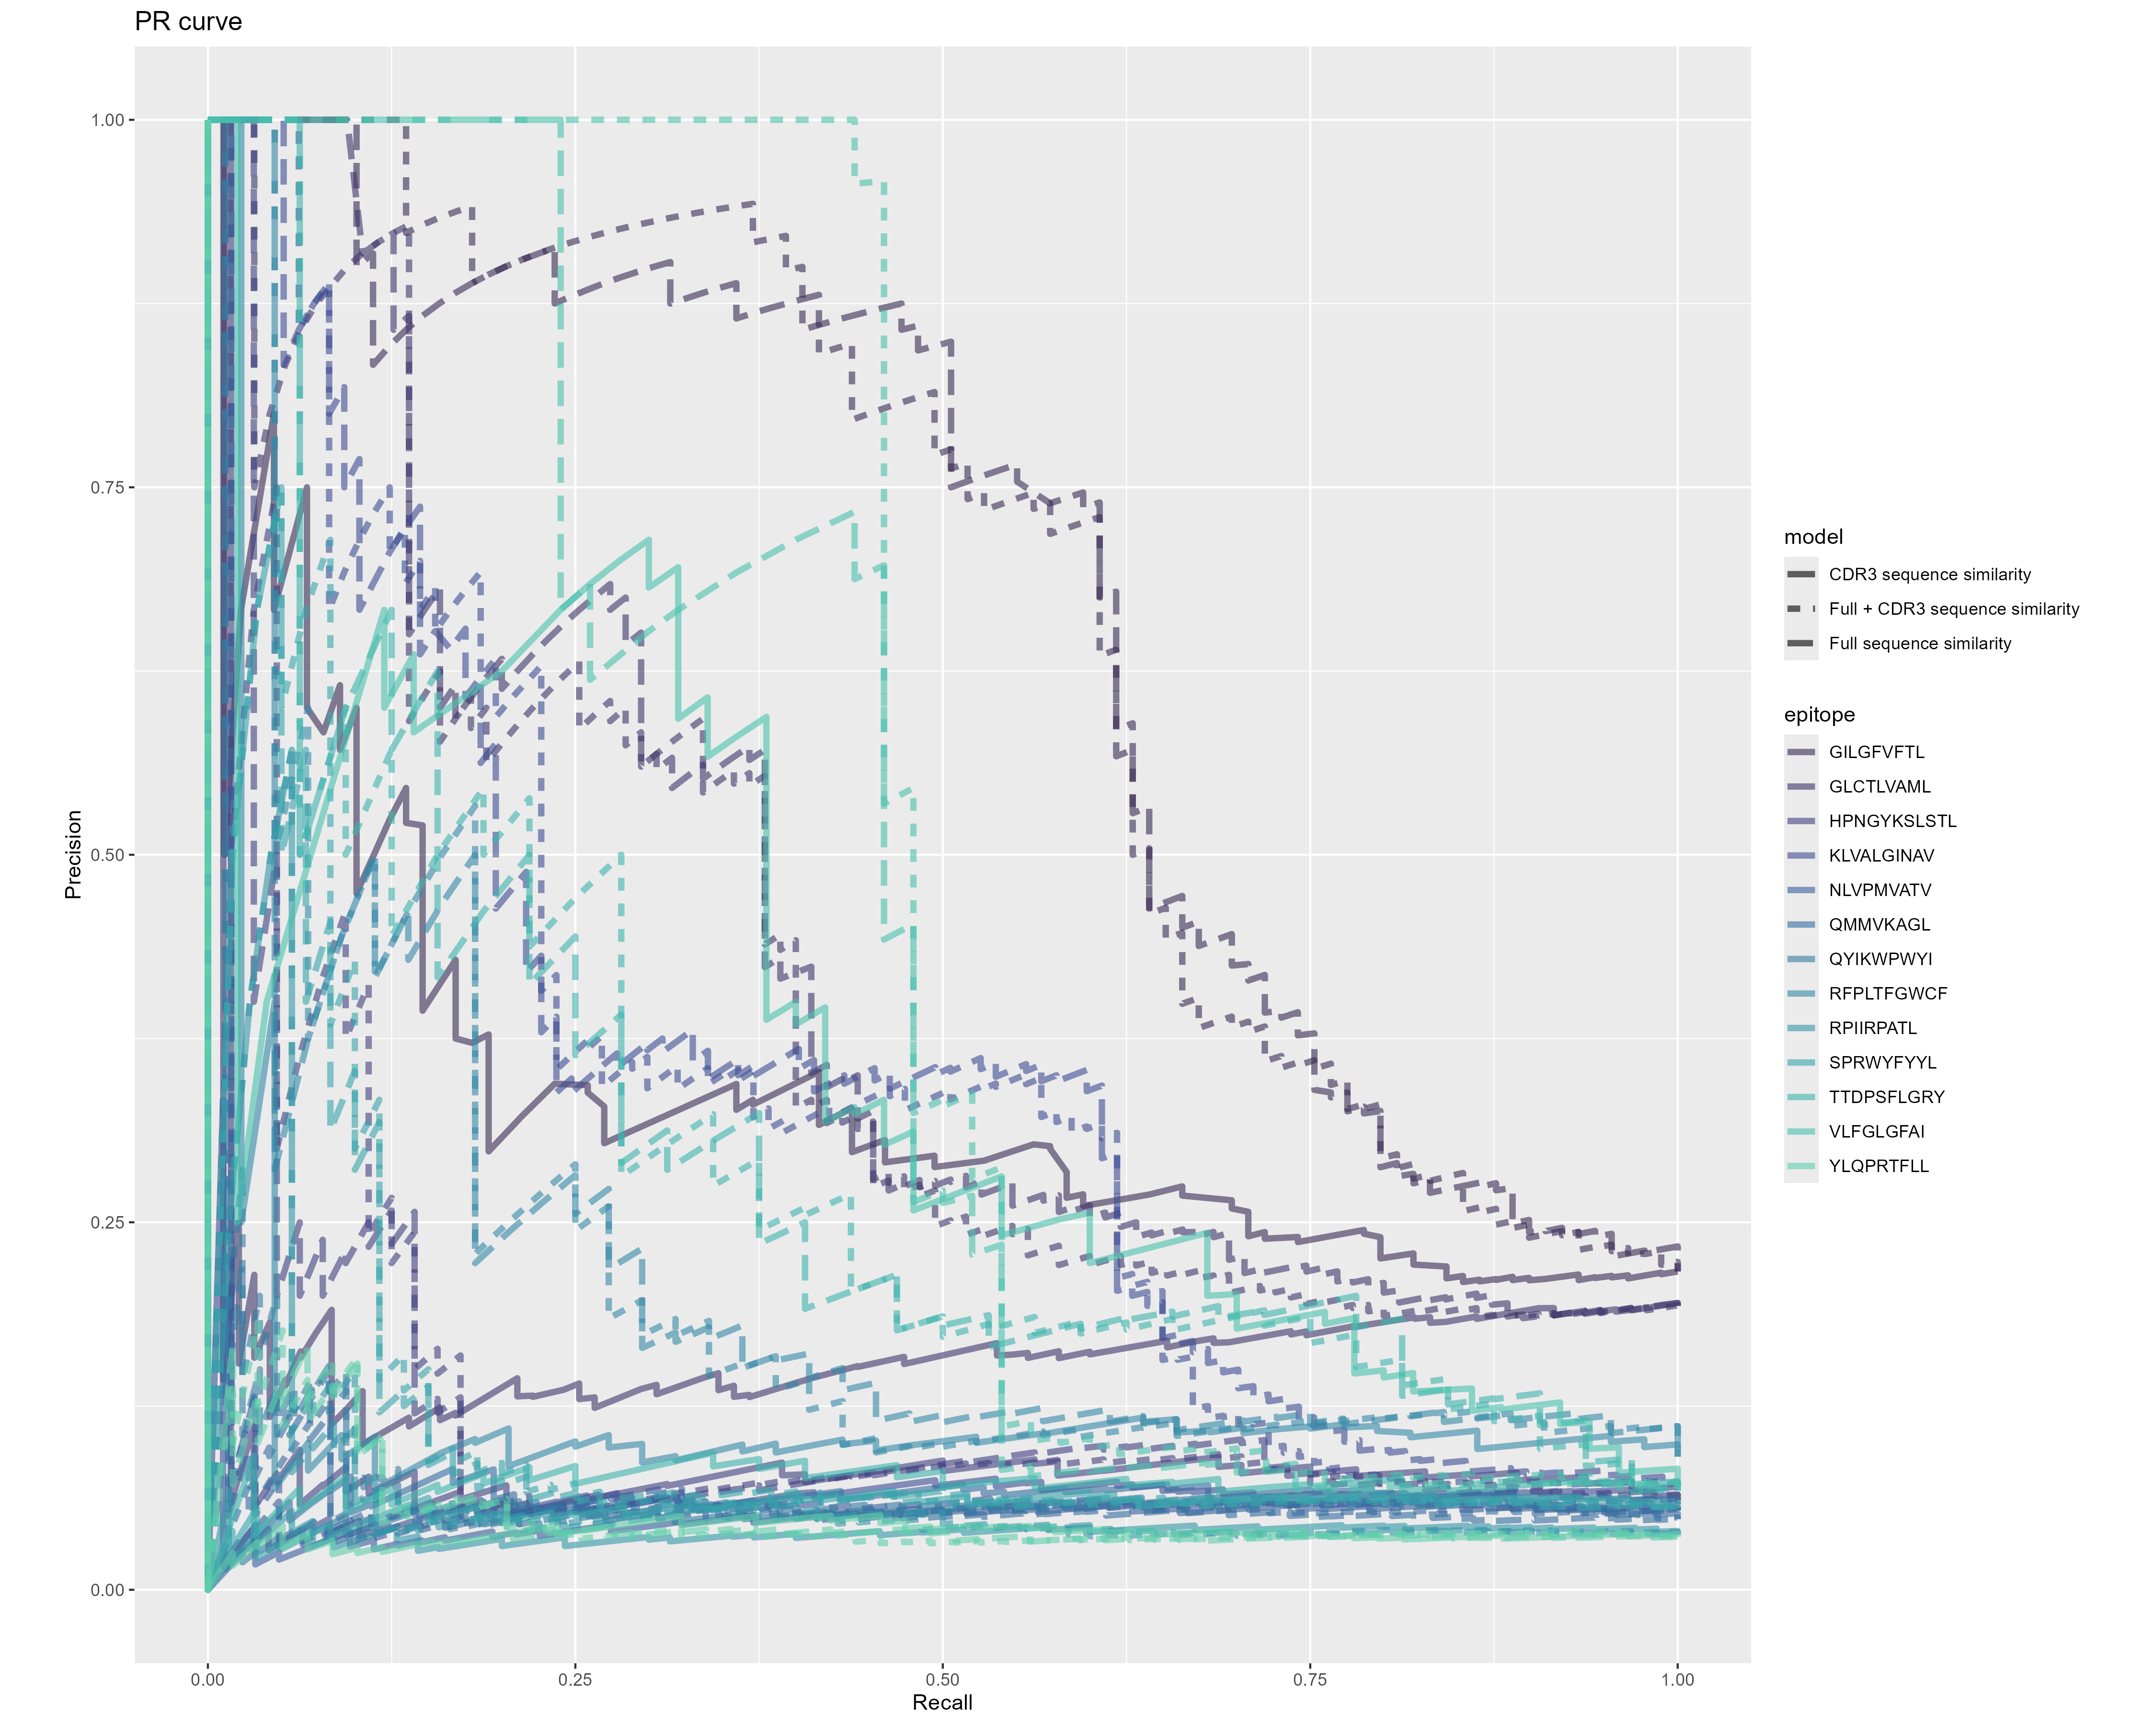 PR curve
1.00
0.75
0.50
0.25
0.00
Precision
0.00
0.25
0.50
0.75
1.00
Recall
model
CDR3 sequence similarity
Full + CDR3 sequence similarity
Full sequence similarity
epitope
GILGFVFTL
GLCTLVAML
HPNGYKSLSTL
KLVALGINAV
NLVPMVATV
QMMVKAGL
QYIKWPWYI
RFPLTFGWCF
RPIIRPATL
SPRWYFYYL
TTDPSFLGRY
VLFGLGFAI
YLQPRTFLL